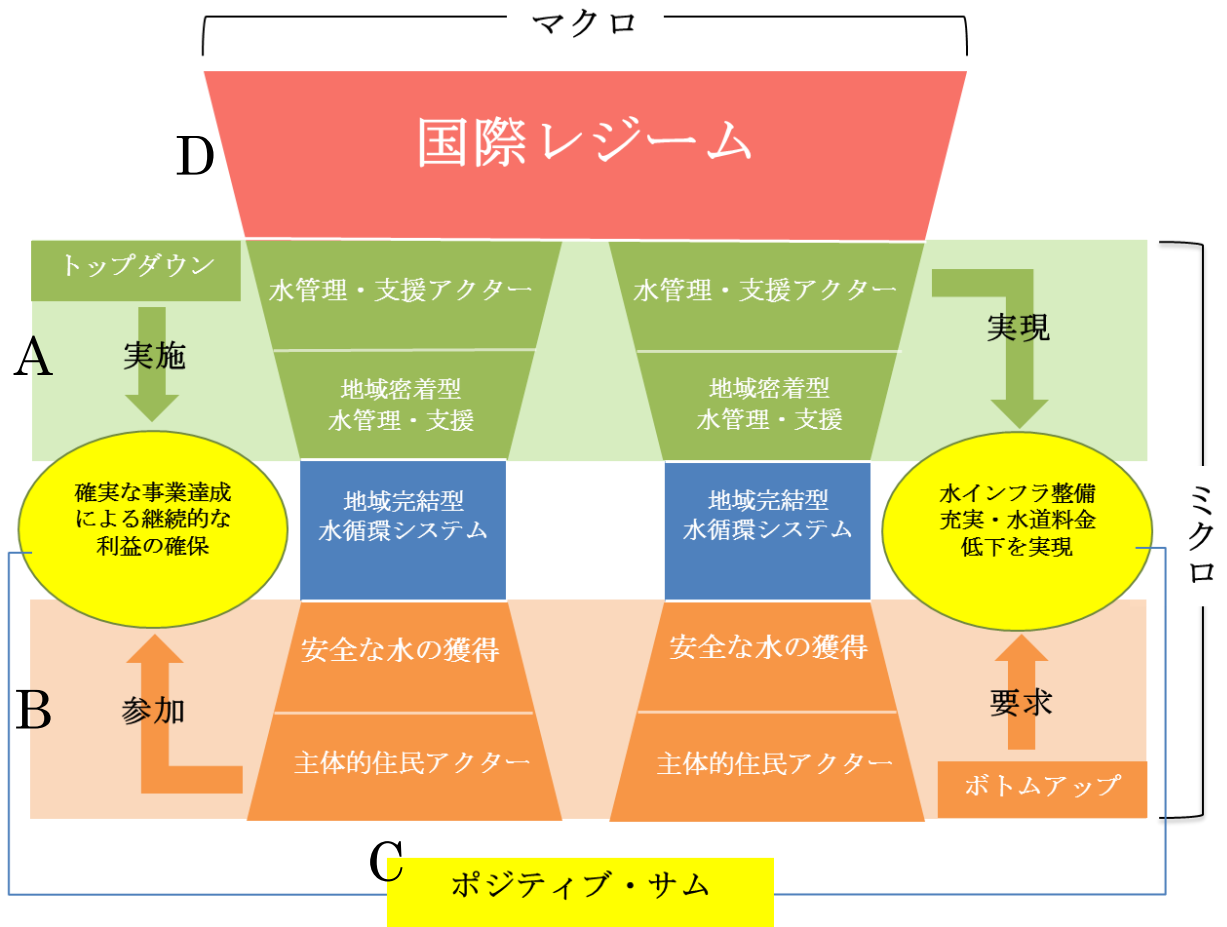 マクロ
D
国際レジーム
トップダウン
水管理・支援アクター
水管理・支援アクター
A
実施
実現
地域密着型
水管理・支援
地域密着型
水管理・支援
確実な事業達成
による継続的な
利益の確保
地域完結型
水循環システム
地域完結型
水循環システム
水インフラ整備
充実・水道料金
低下を実現
ミクロ
安全な水の獲得
安全な水の獲得
B
参加
要求
主体的住民アクター
主体的住民アクター
ボトムアップ
C
ポジティブ・サム